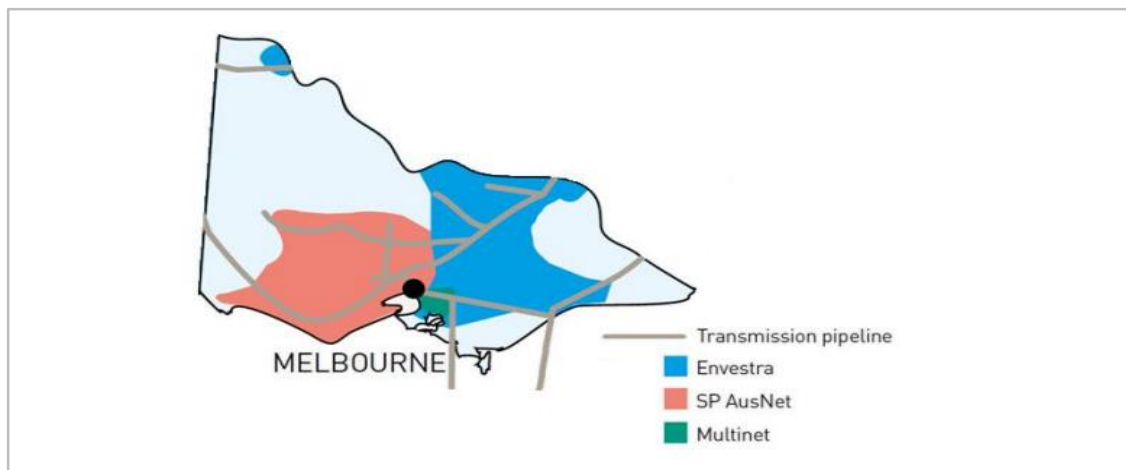 MELBOURNE
Transmission pipeline
Envestra
SP AusNet
Multinet